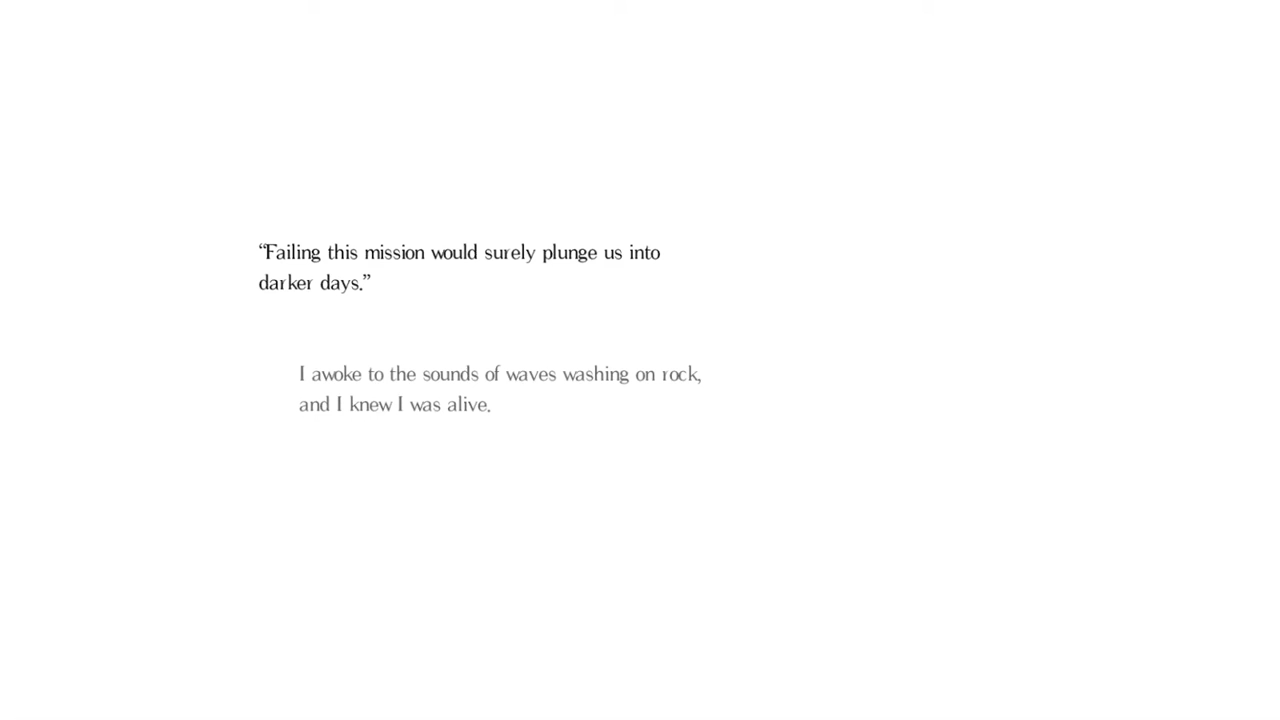 “Failing this mission would surely plunge us into
darker days.”
I awoke to the sounds of waves washing on rock,
and I knew I was alive.